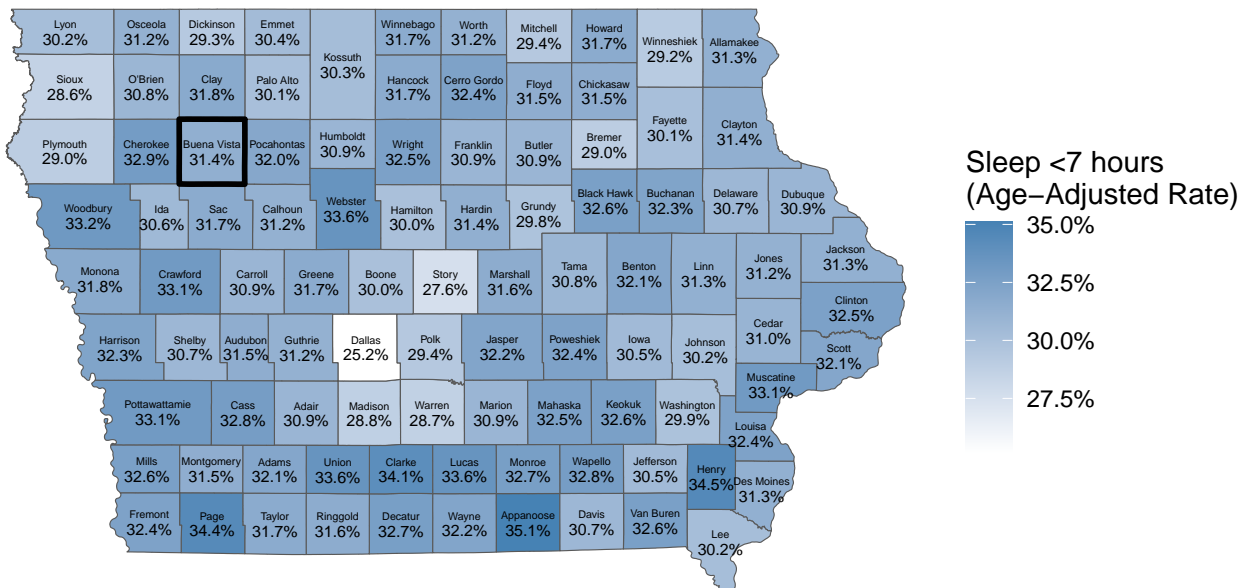 Lyon
30.2%
Osceola
31.2%
Dickinson
29.3%
Emmet
30.4%
Kossuth
30.3%
Winnebago
31.7%
Worth
31.2%
Mitchell
29.4%
Howard
31.7%
Winneshiek
29.2%
Allamakee
31.3%
Sioux
28.6%
O'Brien
30.8%
Clay
31.8%
Palo Alto
30.1%
Hancock
31.7%
Cerro Gordo
32.4%
Floyd
31.5%
Chickasaw
31.5%
Fayette
30.1%
Clayton
31.4%
Plymouth
29.0%
Cherokee
32.9%
Buena Vista
31.4%
Pocahontas
32.0%
Humboldt
30.9%
Wright
32.5%
Franklin
30.9%
Butler
30.9%
Bremer
29.0%
Woodbury
33.2%
Ida
30.6%
Sac
31.7%
Calhoun
31.2%
Webster
33.6%
Hamilton
30.0%
Hardin
31.4%
Grundy
29.8%
Black Hawk
32.6%
Buchanan
32.3%
Delaware
30.7%
Dubuque
30.9%
Monona
31.8%
Crawford
33.1%
Carroll
30.9%
Greene
31.7%
Boone
30.0%
Story
27.6%
Marshall
31.6%
Tama
30.8%
Benton
32.1%
Linn
31.3%
Jones
31.2%
Jackson
31.3%
Clinton
32.5%
Harrison
32.3%
Shelby
30.7%
Audubon
31.5%
Guthrie
31.2%
Dallas
25.2%
Polk
29.4%
Jasper
32.2%
Poweshiek
32.4%
Iowa
30.5%
Johnson
30.2%
Cedar
31.0%
Scott
32.1%
Muscatine
33.1%
Pottawattamie
33.1%
Cass
32.8%
Adair
30.9%
Madison
28.8%
Warren
28.7%
Marion
30.9%
Mahaska
32.5%
Keokuk
32.6%
Washington
29.9%
Louisa
32.4%
Mills
32.6%
Montgomery
31.5%
Adams
32.1%
Union
33.6%
Clarke
34.1%
Lucas
33.6%
Monroe
32.7%
Wapello
32.8%
Jefferson
30.5%
Henry
34.5%
Des Moines
31.3%
Fremont
32.4%
Page
34.4%
Taylor
31.7%
Ringgold
31.6%
Decatur
32.7%
Wayne
32.2%
Appanoose
35.1%
Davis
30.7%
Van Buren
32.6%
Lee
30.2%
Sleep <7 hours
(Age−Adjusted Rate)
35.0%
32.5%
30.0%
27.5%